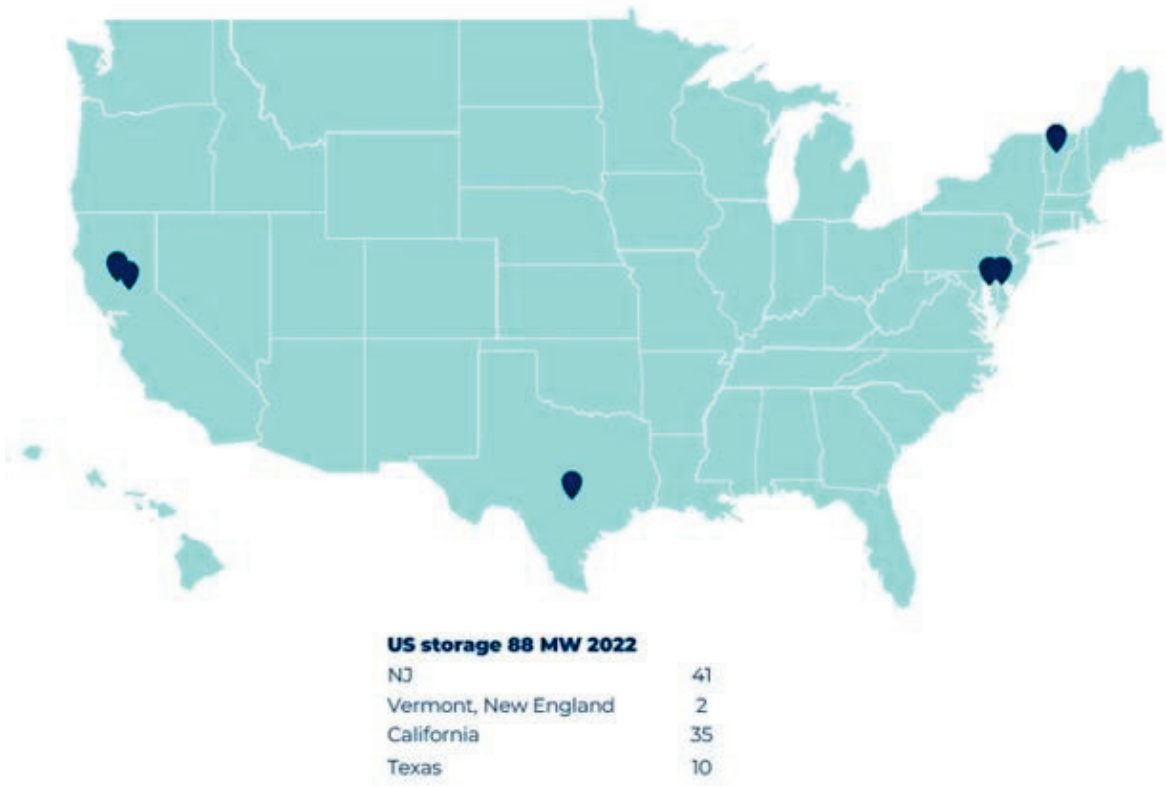 US storage 88 MW 2022
NJ 41
Vermont, New England 2
California 35
Texas 10